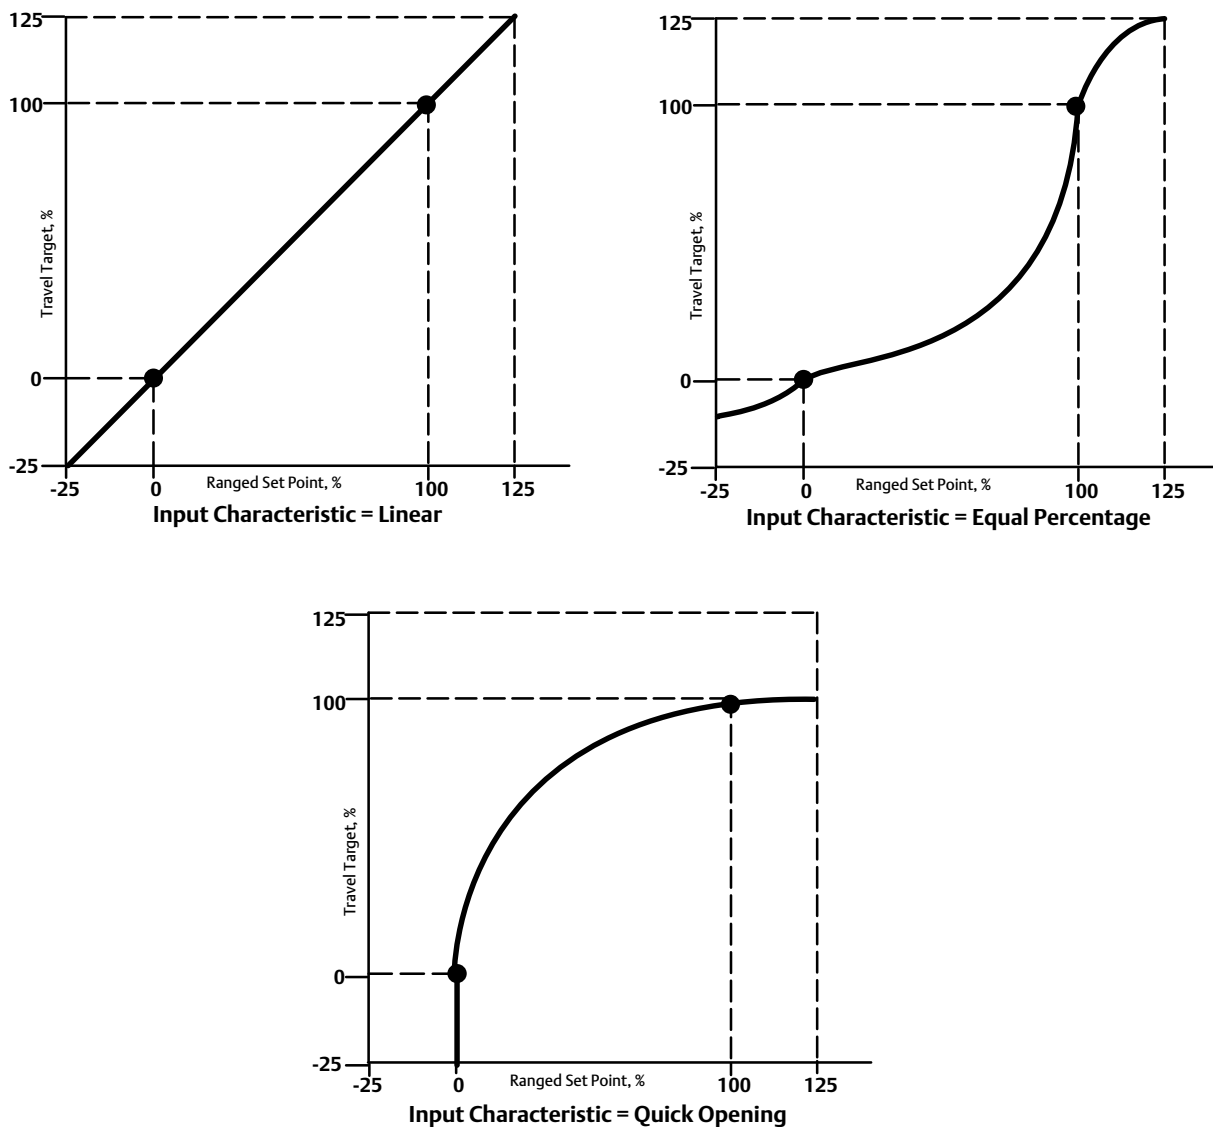 125
100
Travel Target, %
0
-25
-25 0 Ranged Set Point, % 100 125
Input Characteristic = Linear
125
100
Travel Target, %
0
-25
-25 0 Ranged Set Point, % 100 125
Input Characteristic = Equal Percentage
125
100
Travel Target, %
0
-25
-25 0 Ranged Set Point, % 100 125
Input Characteristic = Quick Opening